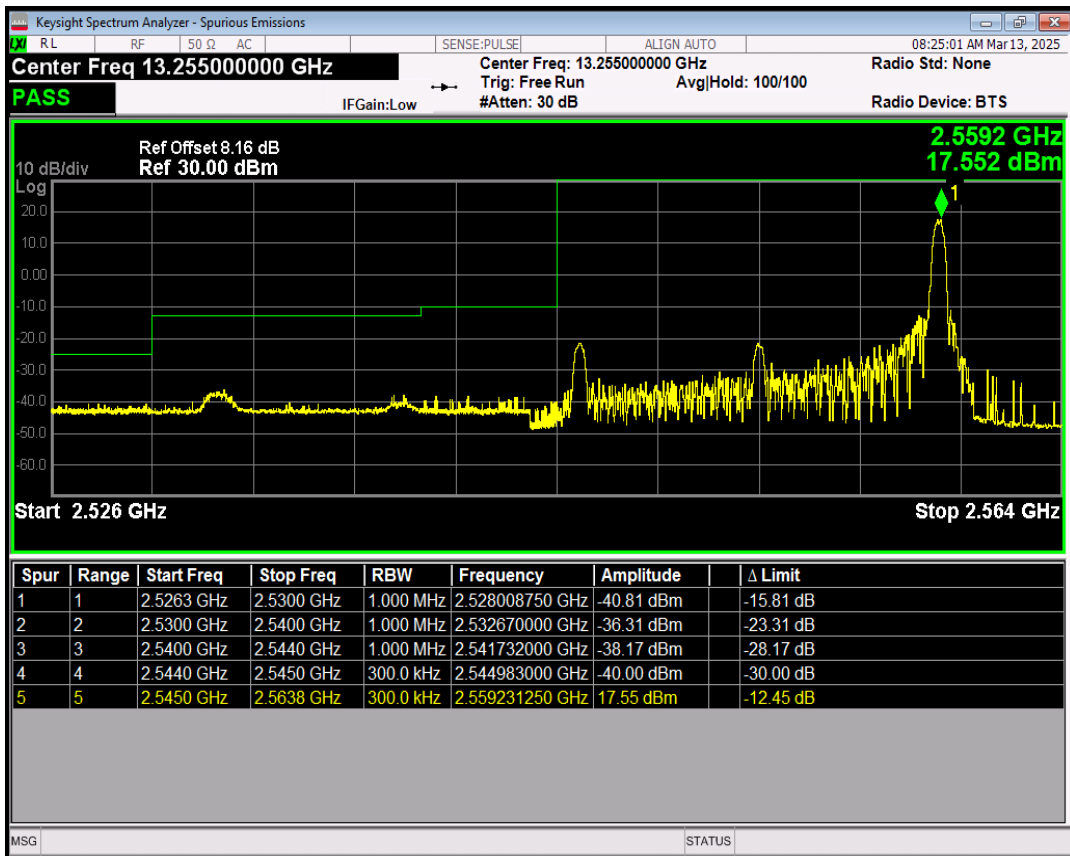 Keysight Spectrum Analyzer - Spurious Emissions
LXI RL RF 50 Ω AC SENSE:PULSE ALIGN AUTO 08:25:01 AM Mar 13, 2025
Center Freq 13.255000000 GHz Center Freq: 13.255000000 GHz Radio Std: None
Trig: Free Run Avg|Hold: 100/100
PASS IFGain:Low #Atten: 30 dB Radio Device: BTS
2.5592 GHz
Ref Offset 8.16 dB
10 dB/div Ref 30.00 dBm 17.552 dBm
Log
1
20.0
10.0
0.00
-10.0
-20.0
-30.0
-40.0
-50.0
-60.0
Start 2.526 GHz Stop 2.564 GHz
Spur Range Start Freq Stop Freq RBW Frequency Amplitude Δ Limit
1 1 2.5263 GHz 2.5300 GHz 1.000 MHz 2.528008750 GHz -40.81 dBm -15.81 dB
2 2 2.5300 GHz 2.5400 GHz 1.000 MHz 2.532670000 GHz -36.31 dBm -23.31 dB
3 3 2.5400 GHz 2.5440 GHz 1.000 MHz 2.541732000 GHz -38.17 dBm -28.17 dB
4 4 2.5440 GHz 2.5450 GHz 300.0 kHz 2.544983000 GHz -40.00 dBm -30.00 dB
5 5 2.5450 GHz 2.5638 GHz 300.0 kHz 2.559231250 GHz 17.55 dBm -12.45 dB
MSG STATUS